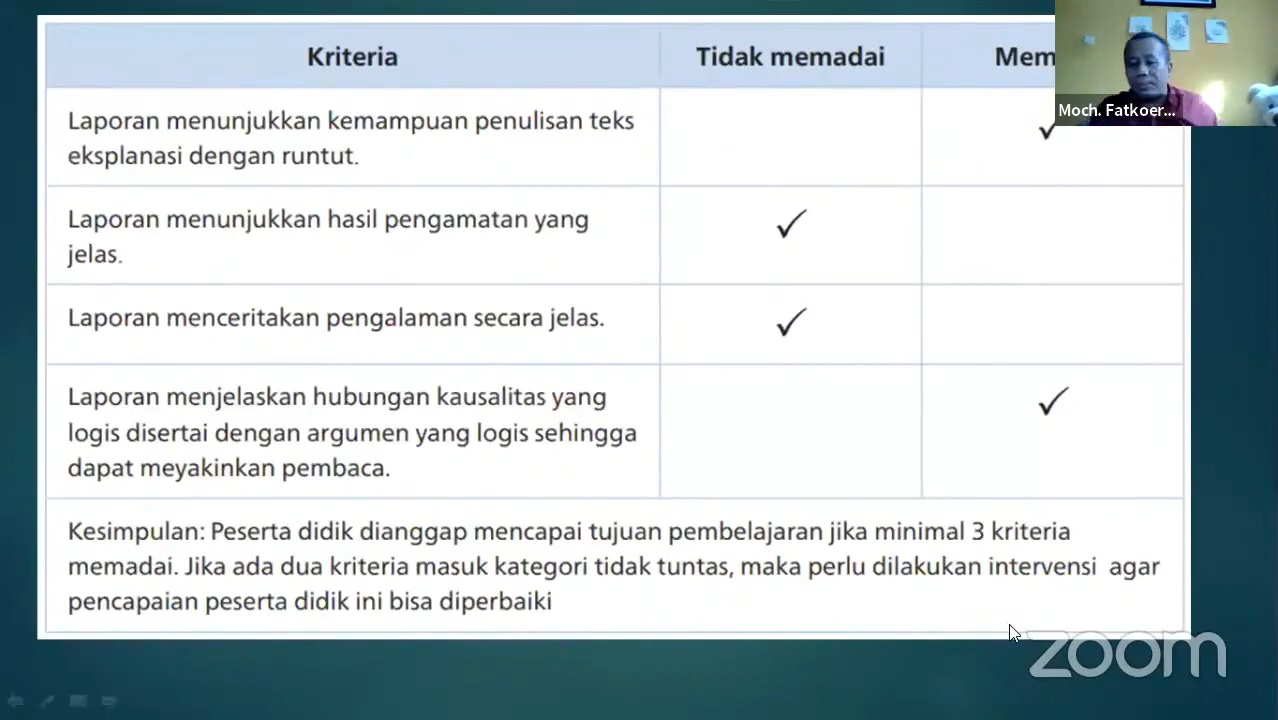 Kriteria Tidak memadai Mem
Moch. Fatkoer...
Laporan menunjukkan kemampuan penulisan teks
eksplanasi dengan runtut.
✓
Laporan menunjukkan hasil pengamatan yang
jelas.
✓
Laporan menceritakan pengalaman secara jelas.
✓
Laporan menjelaskan hubungan kausalitas yang
logis disertai dengan argumen yang logis sehingga
dapat meyakinkan pembaca.
✓
Kesimpulan: Peserta didik dianggap mencapai tujuan pembelajaran jika minimal 3 kriteria
memadai. Jika ada dua kriteria masuk kategori tidak tuntas, maka perlu dilakukan intervensi agar
pencapaian peserta didik ini bisa diperbaiki
zoom